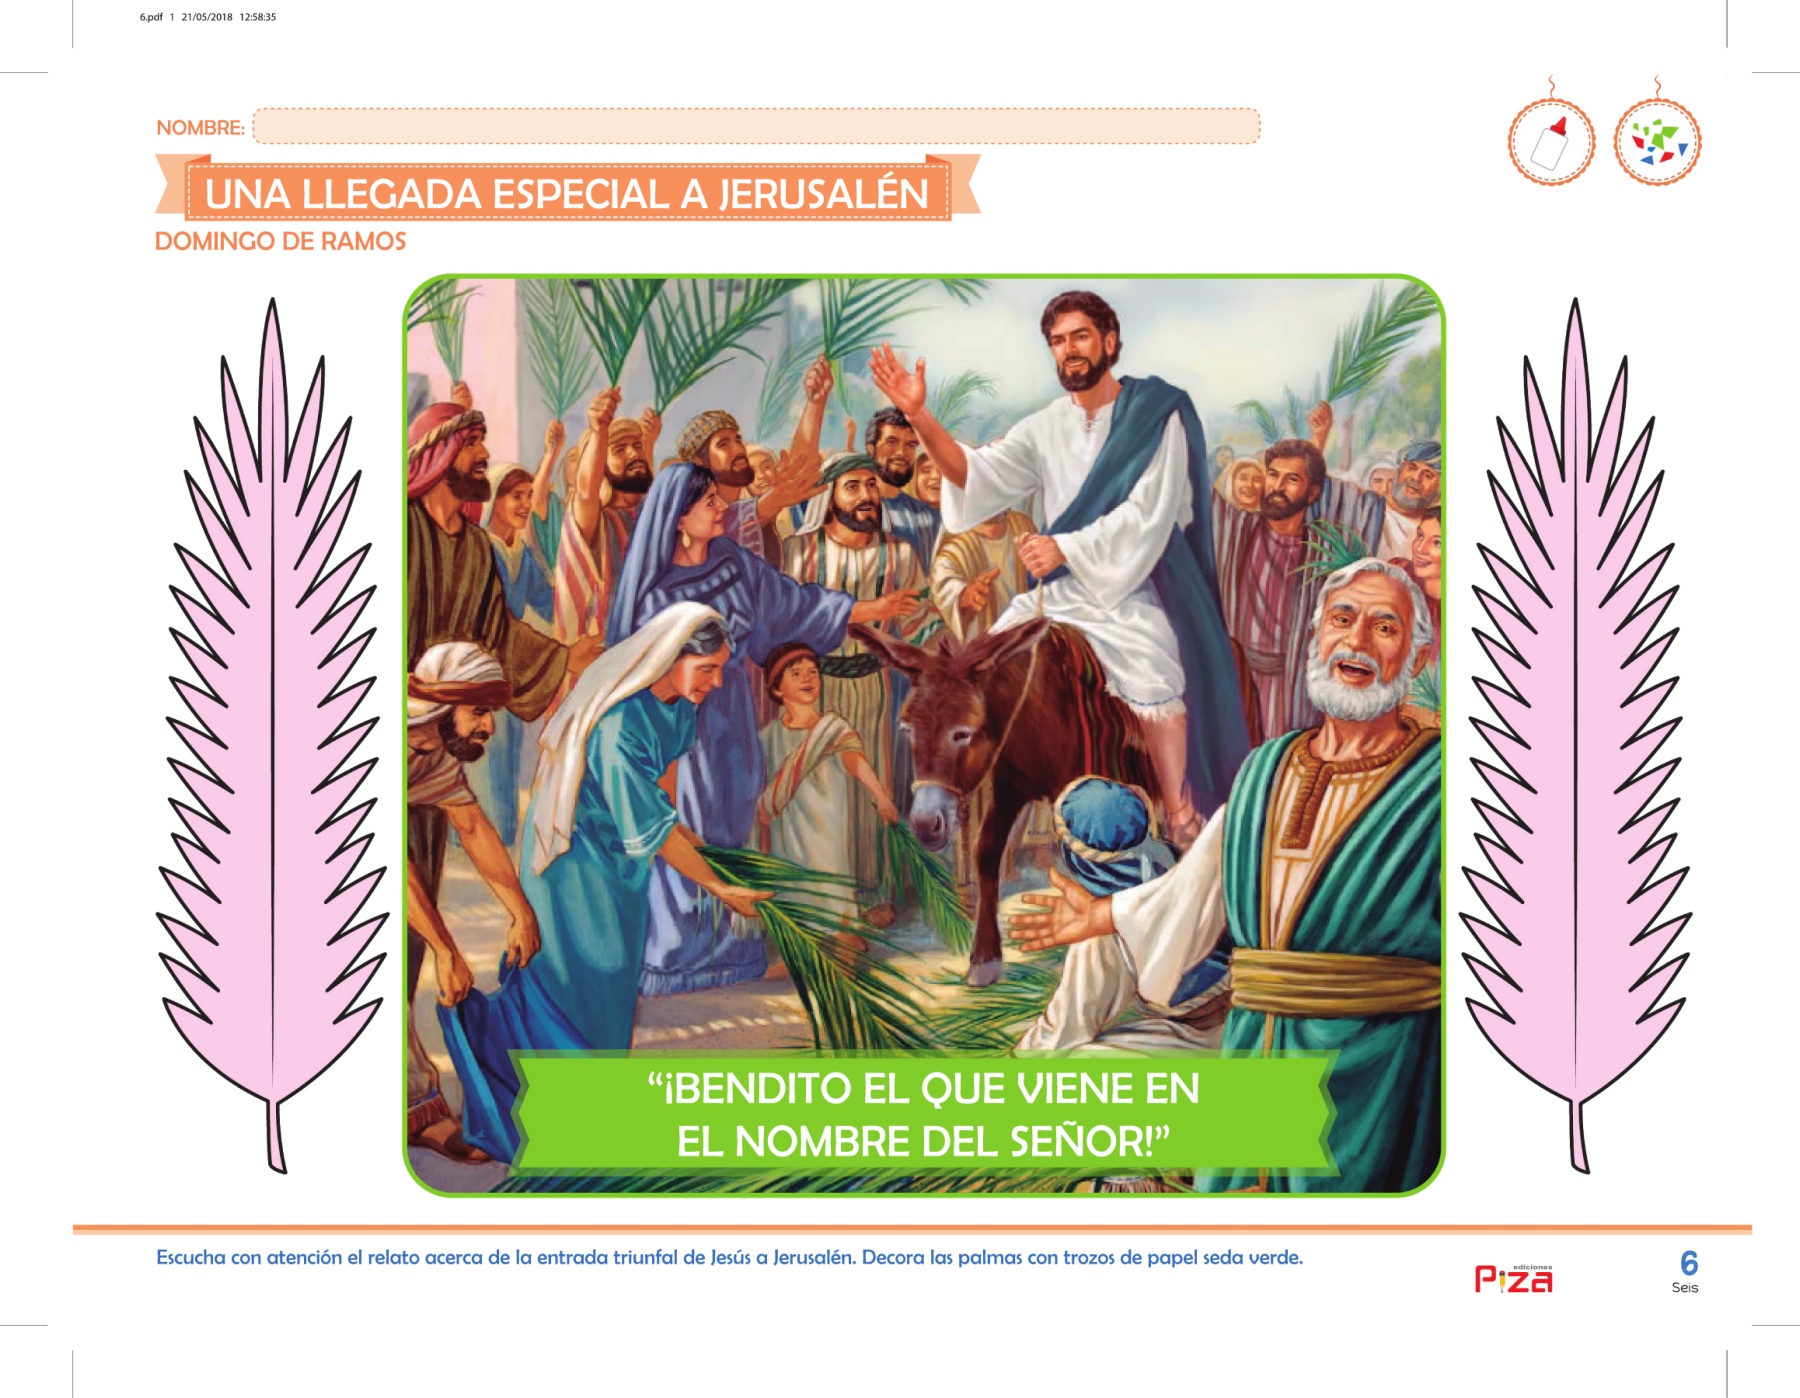 6.pdf 1 21/05/2018 12:58:35
NOMBRE:
UNA LLEGADA ESPECIAL A JERUSALÉN
DOMINGO DE RAMOS
“¡BENDITO EL QUE VIENE EN
EL NOMBRE DEL SEÑOR!”
Escucha con atención el relato acerca de la entrada triunfal de Jesús a Jerusalén. Decora las palmas con trozos de papel seda verde.
ediciones
Piza
6
Seis